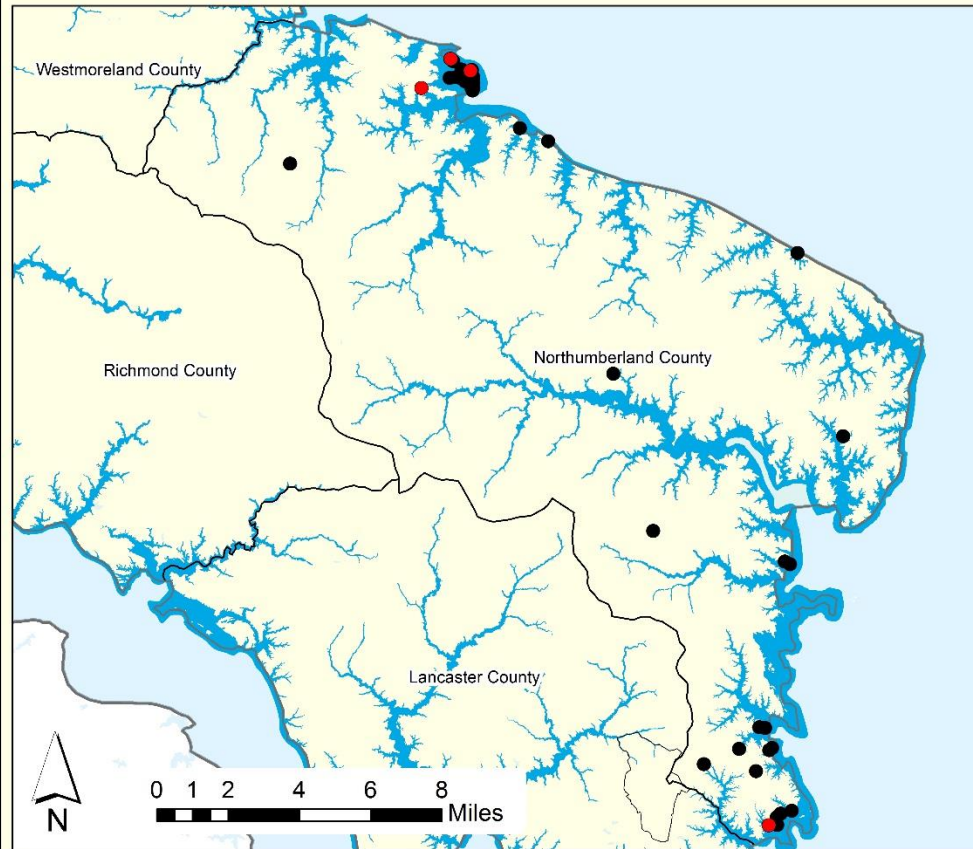 Westmoreland County
Northumberland County
Richmond County
Lancaster County
N
0 1 2 4 6 8
Miles